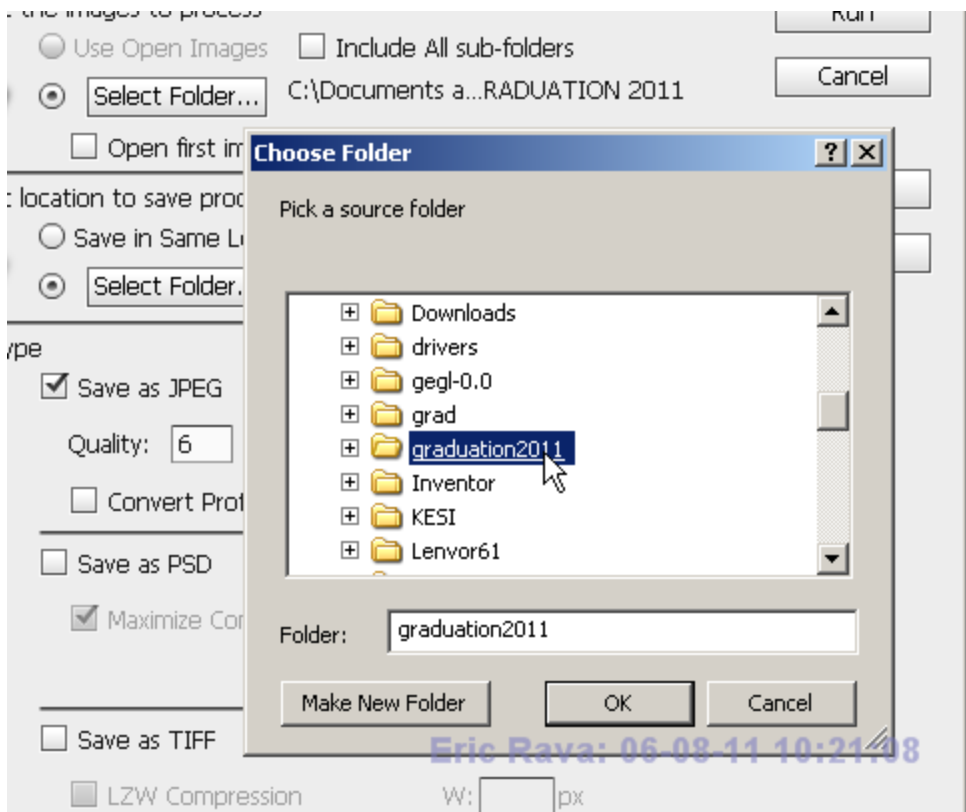 the images to process
Run
Use Open Images
Include All sub-folders
Select Folder...
C:\Documents a...RADUATION 2011
Cancel
Open first im
Choose Folder
location to save proc
Pick a source folder
Save in Same L
Select Folder.
Downloads
drivers
gegl-0.0
grad
graduation2011
Inventor
KESI
Lenvor61
Save as JPEG
Quality: 6
Convert Prof
Save as PSD
Maximize Cor
Folder: graduation2011
Make New Folder
OK
Cancel
Save as TIFF
Eric Rava: 06-08-11 10:21:08
LZW Compression
W: px